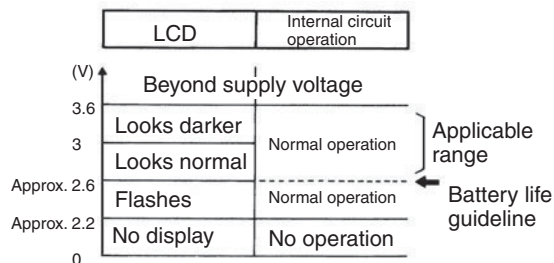 LCD
Internal circuit
operation
(V)
Beyond supply voltage
3.6
Looks darker
Normal operation
Applicable
range
3
Looks normal
Approx. 2.6
Flashes
Normal operation
Battery life
guideline
Approx. 2.2
No display
No operation
0